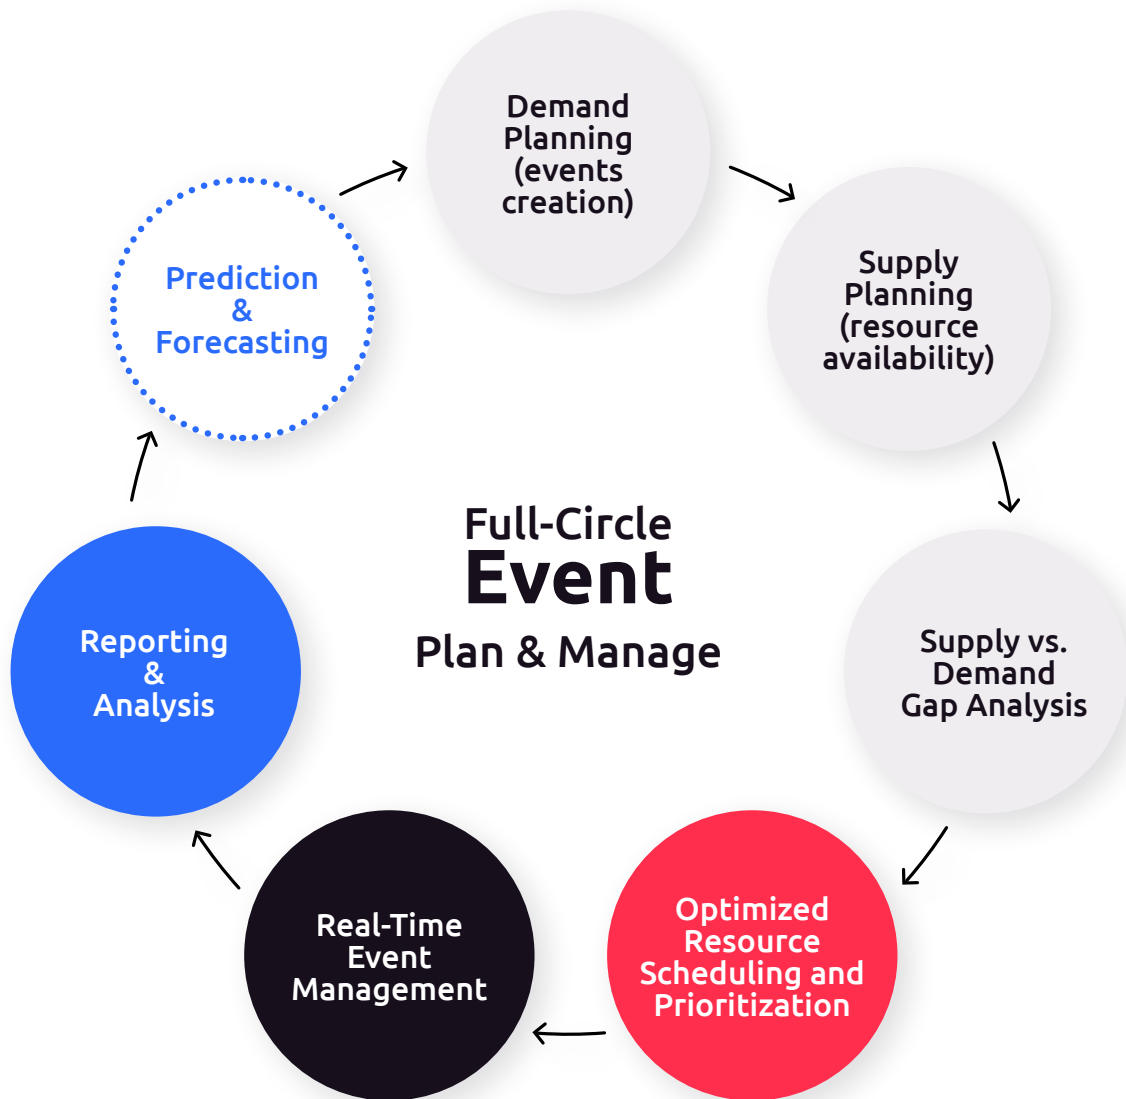 Demand
Planning
(events
creation)
Supply
Planning
(resource
availability)
Supply vs.
Demand
Gap Analysis
Optimized
Resource
Scheduling and
Prioritization
Real-Time
Event
Management
Reporting
&
Analysis
Prediction
&
Forecasting
Full-Circle
Event
Plan & Manage